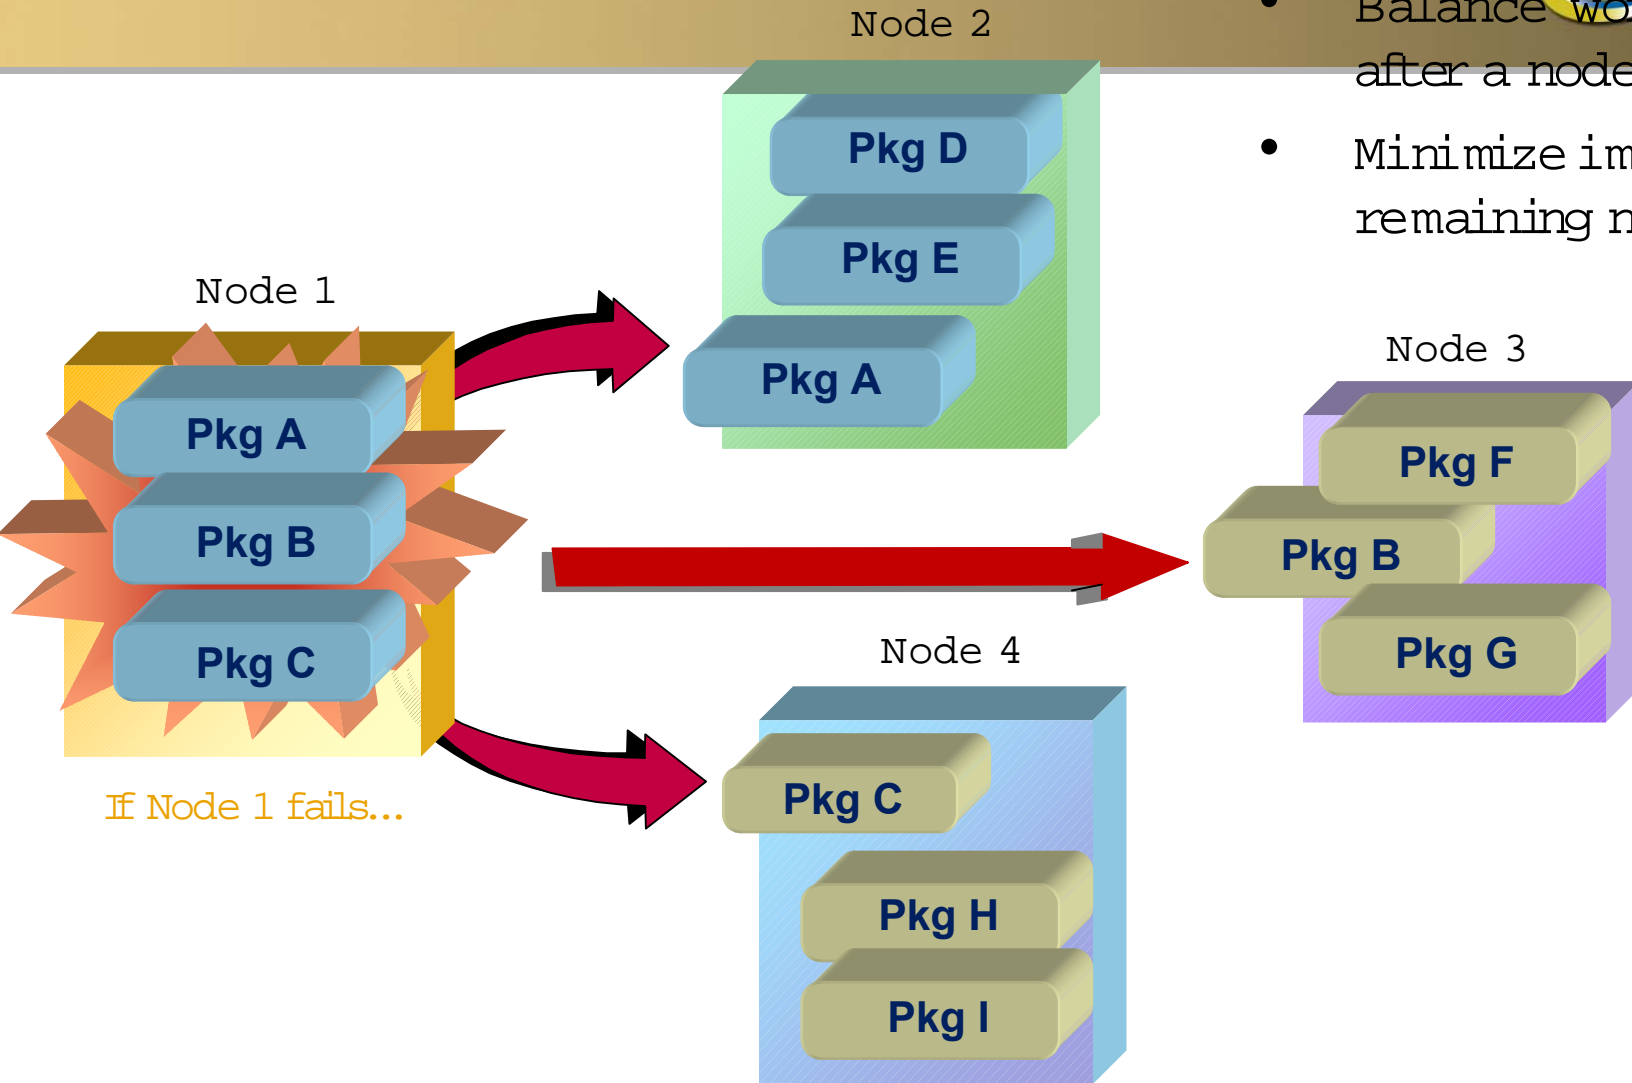 Node 2
Balance
after a node
Minimize
remaining
Pkg D
Pkg E
Pkg A
Node 1
Pkg A
Pkg B
Pkg C
If Node 1 fails...
Node 3
Pkg F
Pkg B
Pkg G
Node 4
Pkg C
Pkg H
Pkg I